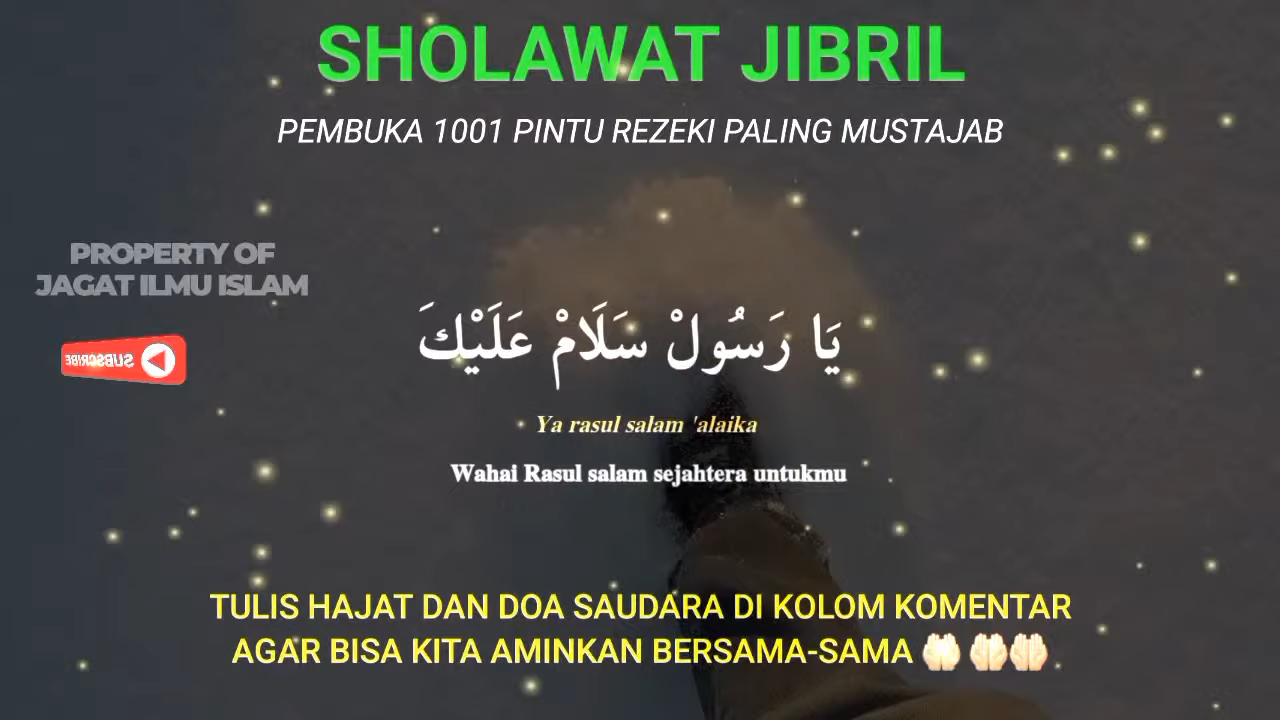 SHOLAWAT JIBRIL
PEMBUKA 1001 PINTU REZEKI PALING MUSTAJAB
PROPERTY OF
JAGAT ILMU ISLAM
SUBSCRIBE
يَا رَسُولْ سَلَامْ عَلَيْكَ
Ya rasul salam 'alaika
Wahai Rasul salam sejahtera untukmu
TULIS HAJAT DAN DOA SAUDARA DI KOLOM KOMENTAR
AGAR BISA KITA AMINKAN BERSAMA-SAMA 🤲🏻 🤲🏻🤲🏻